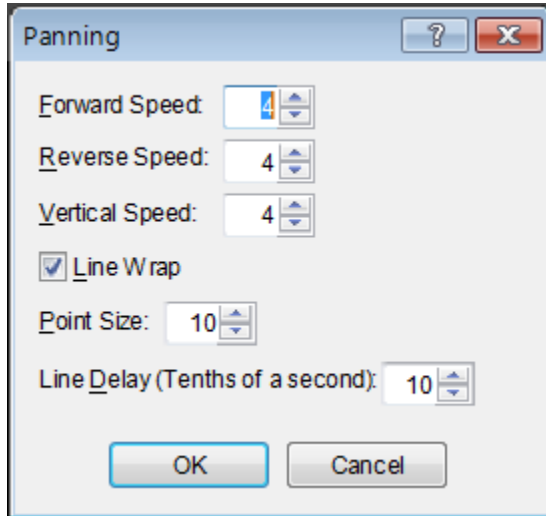 Panning
Forward Speed: 4
Reverse Speed: 4
Vertical Speed: 4
Line Wrap
Point Size: 10
Line Delay (Tenths of a second): 10
OK Cancel